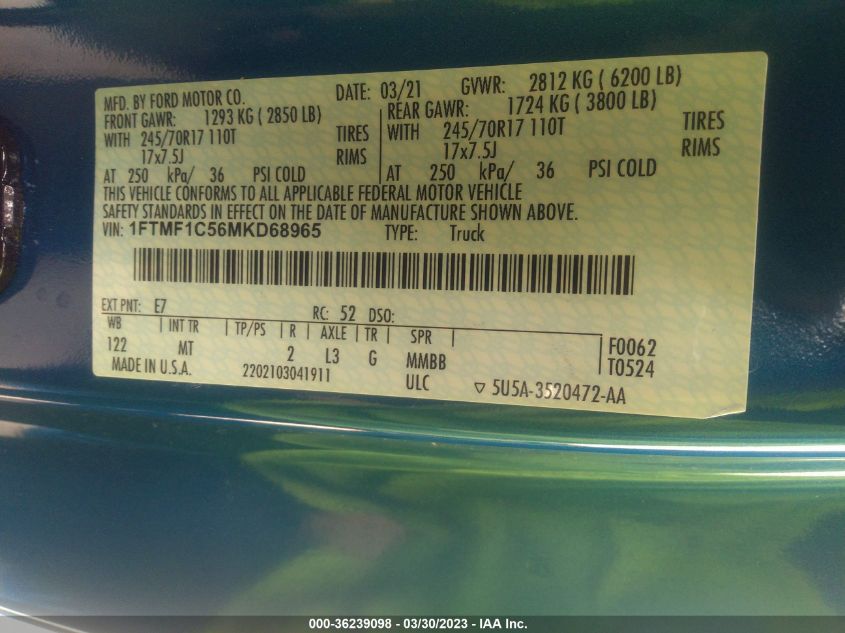 MFD. BY FORD MOTOR CO. DATE: 03/21 GVWR: 2812 KG ( 6200 LB)
FRONT GAWR: 1293 KG ( 2850 LB) REAR GAWR: 1724 KG ( 3800 LB)
WITH 245/70R17 110T TIRES WITH 245/70R17 110T TIRES
17x7.5J RIMS 17x7.5J RIMS
AT 250 kPa/ 36 PSI COLD AT 250 kPa/ 36 PSI COLD
THIS VEHICLE CONFORMS TO ALL APPLICABLE FEDERAL MOTOR VEHICLE
SAFETY STANDARDS IN EFFECT ON THE DATE OF MANUFACTURE SHOWN ABOVE.
VIN: 1FTMF1C56MKD68965 TYPE: Truck
EXT PNT: E7 RC: 52 DSO:
WB INT TR TP/PS R AXLE TR SPR F0062
122 MT 2 L3 G MMBB T0524
MADE IN U.S.A. 2202103041911 ULC 5U5A-3520472-AA
000-36239098 - 03/30/2023 - IAA Inc.